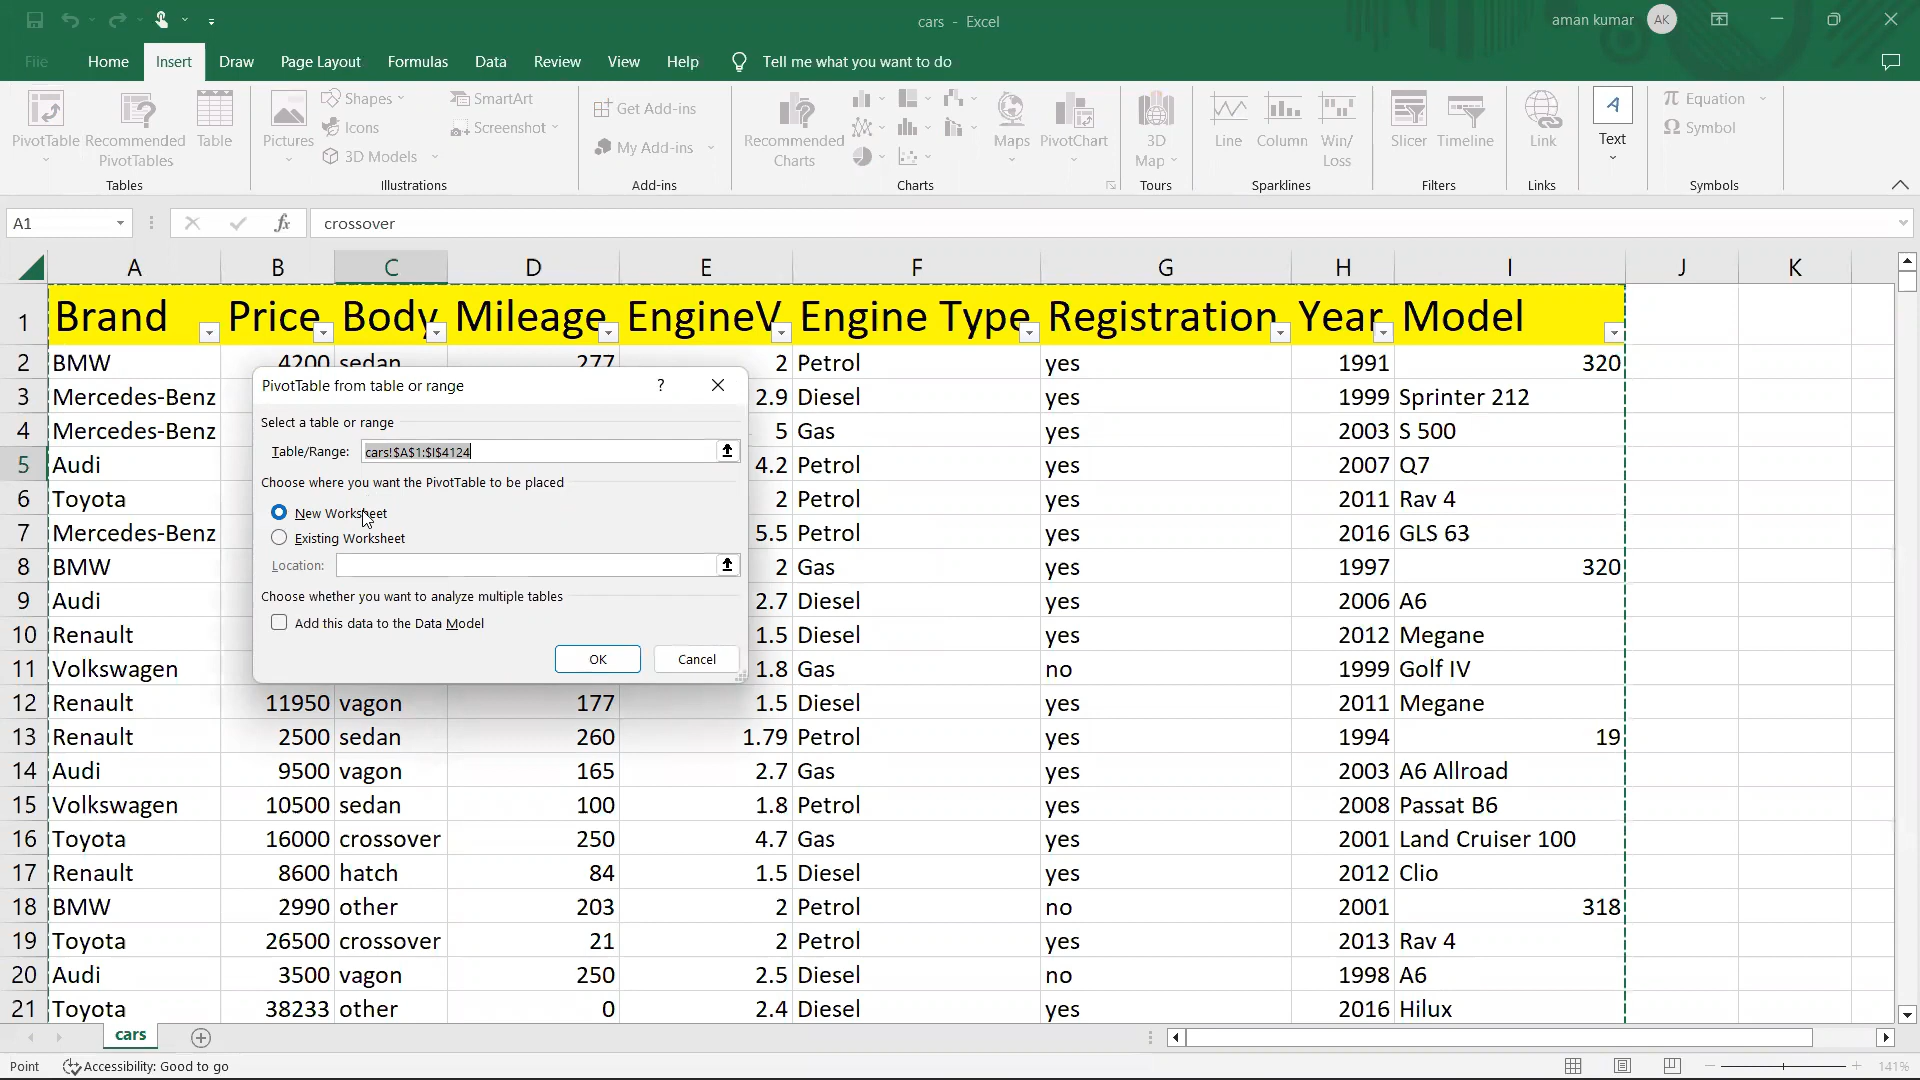 cars - Excel
aman kumar AK
File Home Insert Draw Page Layout Formulas Data Review View Help Tell me what you want to do
PivotTable
Recommended PivotTables
Table
Tables
Pictures
Shapes
Icons
3D Models
SmartArt
Screenshot
Illustrations
Get Add-ins
My Add-ins
Add-ins
Recommended Charts
Maps
PivotChart
Charts
3D Map
Tours
Line
Column
Win/ Loss
Sparklines
Slicer
Timeline
Filters
Link
Links
A
Text
Equation
Symbol
Symbols
A1 fx crossover
A B C D E F G H I J K
1 Brand Price Body Mileage EngineV Engine Type Registration Year Model
2 BMW 4200 sedan 277 2 Petrol yes 1991 320
3 Mercedes-Benz 2.9 Diesel yes 1999 Sprinter 212
4 Mercedes-Benz 5 Gas yes 2003 S 500
5 Audi 4.2 Petrol yes 2007 Q7
6 Toyota 2 Petrol yes 2011 Rav 4
7 Mercedes-Benz 5.5 Petrol yes 2016 GLS 63
8 BMW 2 Gas yes 1997 320
9 Audi 2.7 Diesel yes 2006 A6
10 Renault 1.5 Diesel yes 2012 Megane
11 Volkswagen 1.8 Gas no 1999 Golf IV
12 Renault 11950 vagon 177 1.5 Diesel yes 2011 Megane
13 Renault 2500 sedan 260 1.79 Petrol yes 1994 19
14 Audi 9500 vagon 165 2.7 Gas yes 2003 A6 Allroad
15 Volkswagen 10500 sedan 100 1.8 Petrol yes 2008 Passat B6
16 Toyota 16000 crossover 250 4.7 Gas yes 2001 Land Cruiser 100
17 Renault 8600 hatch 84 1.5 Diesel yes 2012 Clio
18 BMW 2990 other 203 2 Petrol no 2001 318
19 Toyota 26500 crossover 21 2 Petrol yes 2013 Rav 4
20 Audi 3500 vagon 250 2.5 Diesel no 1998 A6
21 Toyota 38233 other 0 2.4 Diesel yes 2016 Hilux
PivotTable from table or range ?
Select a table or range
Table/Range: cars!$A$1:$I$4124
Choose where you want the PivotTable to be placed
New Worksheet
Existing Worksheet
Location:
Choose whether you want to analyze multiple tables
Add this data to the Data Model
OK Cancel
cars
Point Accessibility: Good to go 141%